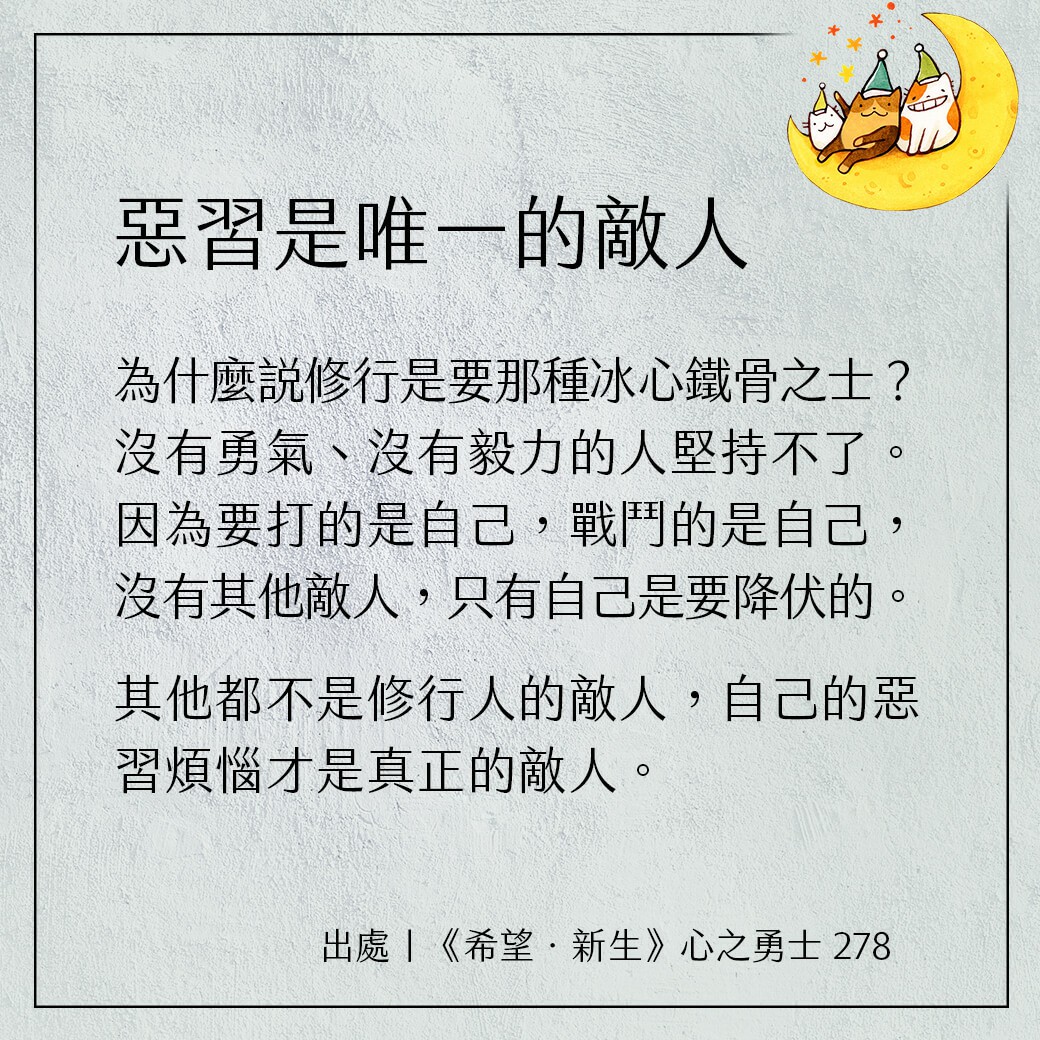 惡習是唯一的敵人
為什麼説修行是要那種冰心鐵骨之士？
沒有勇氣、沒有毅力的人堅持不了。
因為要打的是自己，戰鬥的是自己，
沒有其他敵人，只有自己是要降伏的。
其他都不是修行人的敵人，自己的惡
習煩惱才是真正的敵人。
出處｜《希望．新生》心之勇士 278